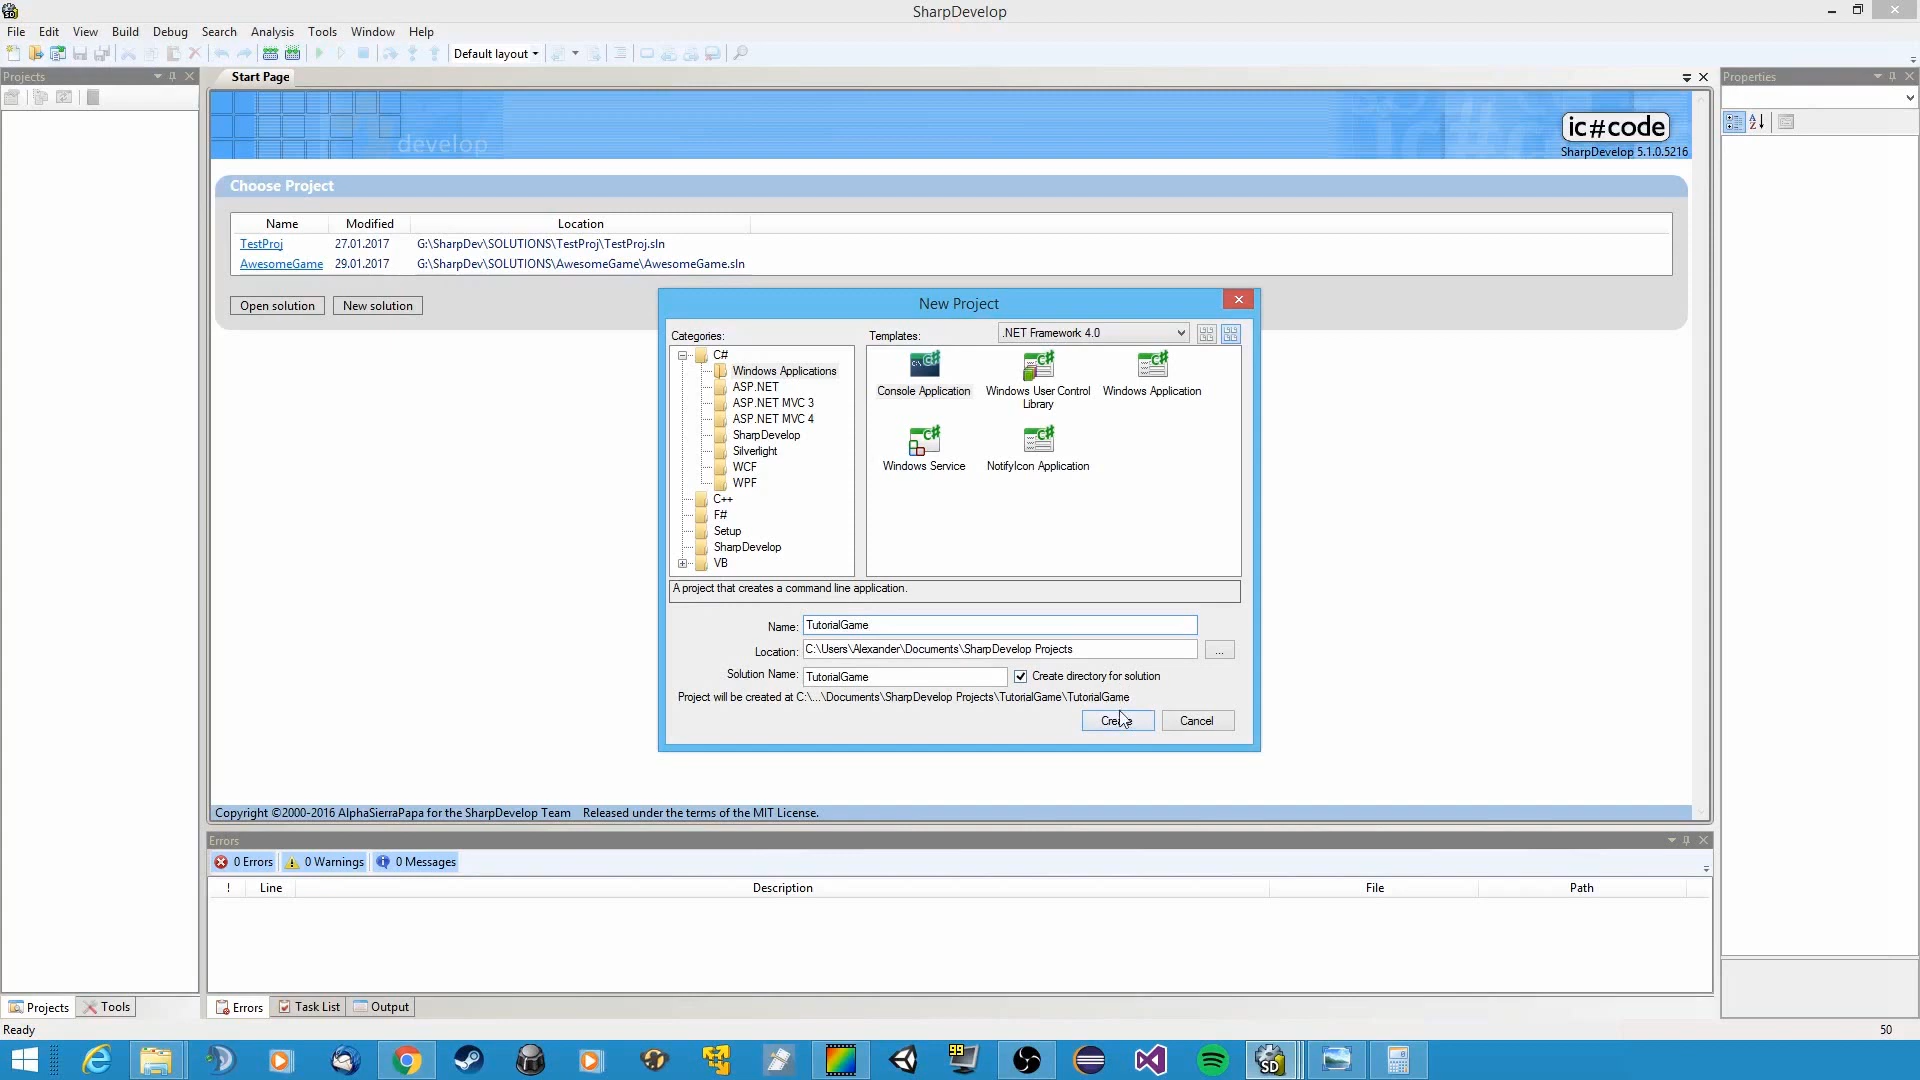 SharpDevelop
File Edit View Build Debug Search Analysis Tools Window Help
Default layout
Projects
Start Page
Properties
develop
ic#code
SharpDevelop 5.1.0.5216
Choose Project
Name Modified Location
TestProj 27.01.2017 G:\SharpDev\SOLUTIONS\TestProj\TestProj.sln
AwesomeGame 29.01.2017 G:\SharpDev\SOLUTIONS\AwesomeGame\AwesomeGame.sln
Open solution New solution
New Project
Categories: Templates: .NET Framework 4.0
C#
Windows Applications
ASP.NET
ASP.NET MVC 3
ASP.NET MVC 4
SharpDevelop
Silverlight
WCF
WPF
C++
F#
Setup
SharpDevelop
VB
Console Application
Windows User Control
Library
Windows Application
Windows Service
NotifyIcon Application
A project that creates a command line application.
Name: TutorialGame
Location: C:\Users\Alexander\Documents\SharpDevelop Projects ...
Solution Name: TutorialGame Create directory for solution
Project will be created at C:\...\Documents\SharpDevelop Projects\TutorialGame\TutorialGame
Create Cancel
Copyright ©2000-2016 AlphaSierraPapa for the SharpDevelop Team Released under the terms of the MIT License.
Errors
0 Errors 0 Warnings 0 Messages
! Line Description File Path
Projects Tools Errors Task List Output
Ready 50
99
SD